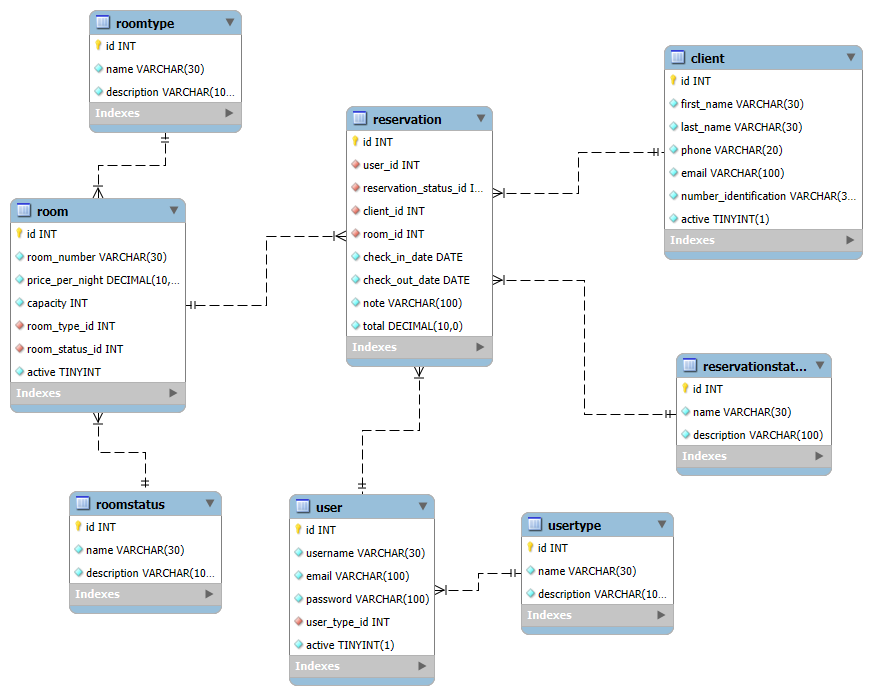 roomtype
id INT
name VARCHAR(30)
description VARCHAR(10...
Indexes
client
id INT
first_name VARCHAR(30)
last_name VARCHAR(30)
phone VARCHAR(20)
email VARCHAR(100)
number_identification VARCHAR(3...
active TINYINT(1)
Indexes
reservation
id INT
user_id INT
reservation_status_id I...
client_id INT
room_id INT
check_in_date DATE
check_out_date DATE
note VARCHAR(100)
total DECIMAL(10,0)
Indexes
room
id INT
room_number VARCHAR(30)
price_per_night DECIMAL(10,...
capacity INT
room_type_id INT
room_status_id INT
active TINYINT
Indexes
reservationstat...
id INT
name VARCHAR(30)
description VARCHAR(100)
Indexes
roomstatus
id INT
name VARCHAR(30)
description VARCHAR(10...
Indexes
user
id INT
username VARCHAR(30)
email VARCHAR(100)
password VARCHAR(100)
user_type_id INT
active TINYINT(1)
Indexes
usertype
id INT
name VARCHAR(30)
description VARCHAR(10...
Indexes